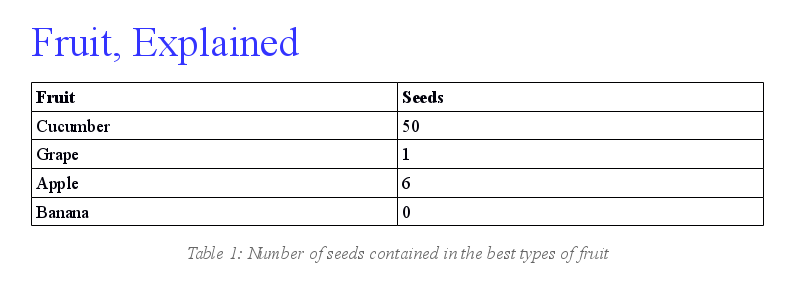 Fruit, Explained
Fruit Seeds
Cucumber 50
Grape 1
Apple 6
Banana 0
Table 1: Number of seeds contained in the best types of fruit